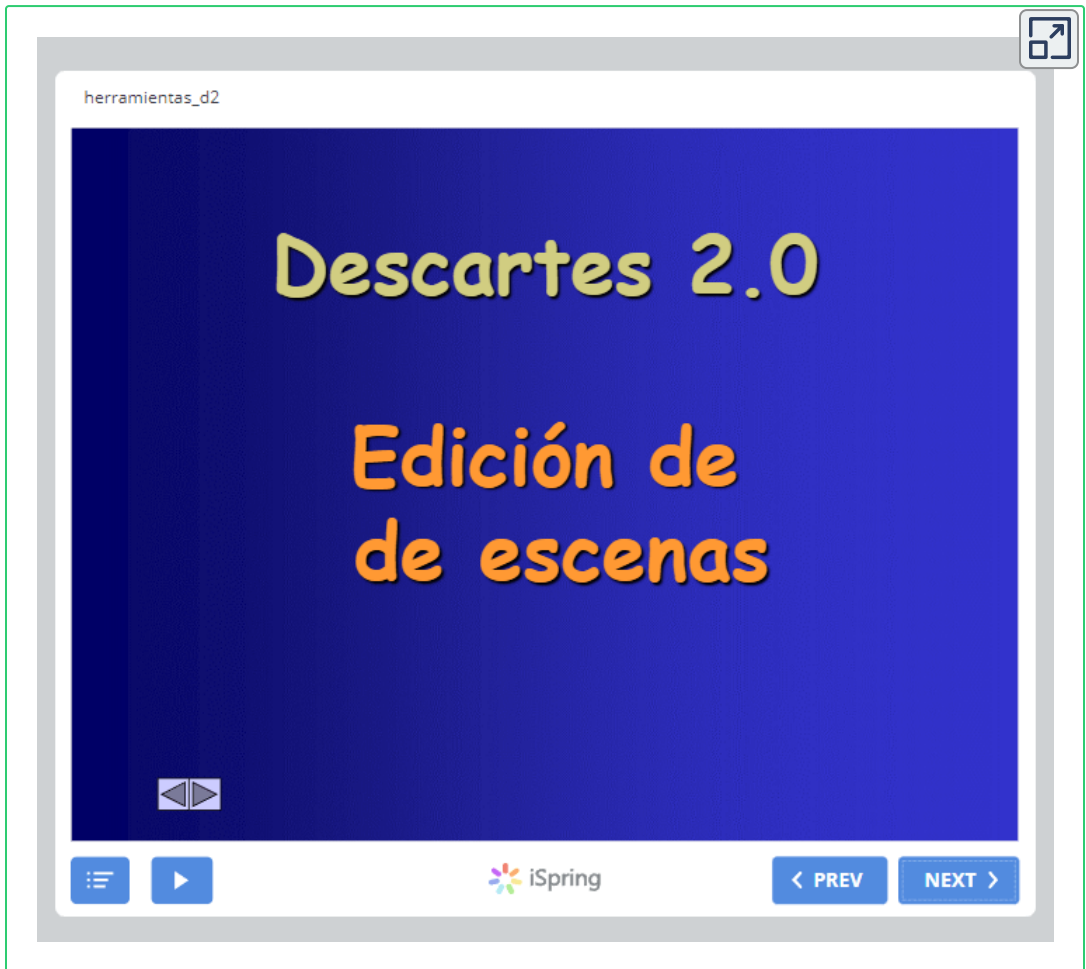 herramientas_d2
Descartes 2.0
Edición de
de escenas
iSpring
PREV
NEXT